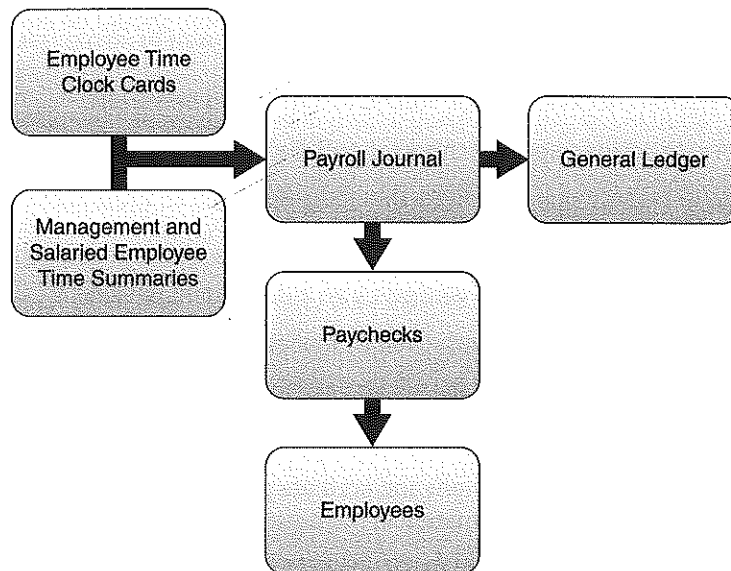 Employee Time
Clock Cards
Payroll Journal
General Ledger
Management and
Salaried Employee
Time Summaries
Paychecks
Employees